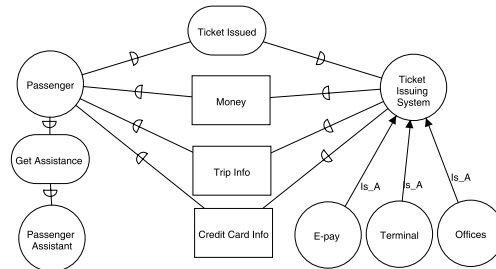 Ticket Issued
Passenger
Ticket
Issuing
System
Money
Get Assistance
Trip Info
Is_A
Is_A
Is_A
Passenger
Assistant
Credit Card Info
E-pay
Terminal
Offices